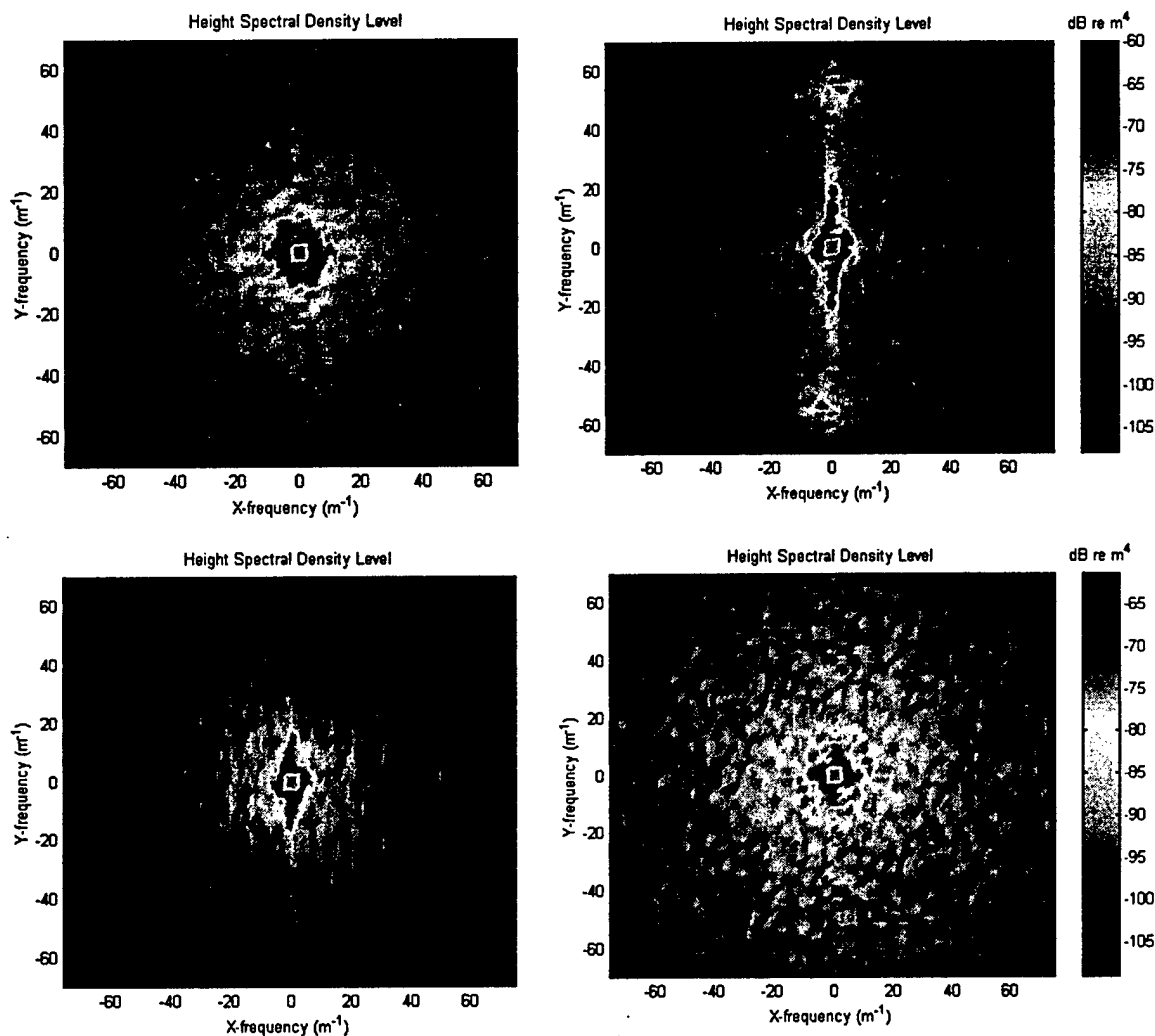 Height Spectral Density Level
60
40
20
0
-20
-40
-60
Y-frequency (m⁻¹)
-60 -40 -20 0 20 40 60
X-frequency (m⁻¹)
Height Spectral Density Level
60
40
20
0
-20
-40
-60
Y-frequency (m⁻¹)
-60 -40 -20 0 20 40 60
X-frequency (m⁻¹)
dB re m⁴
-60
-65
-70
-75
-80
-85
-90
-95
-100
-105
Height Spectral Density Level
60
40
20
0
-20
-40
-60
Y-frequency (m⁻¹)
-60 -40 -20 0 20 40 60
X-frequency (m⁻¹)
Height Spectral Density Level
60
40
20
0
-20
-40
-60
Y-frequency (m⁻¹)
-60 -40 -20 0 20 40 60
X-frequency (m⁻¹)
dB re m⁴
-65
-70
-75
-80
-85
-90
-95
-100
-105